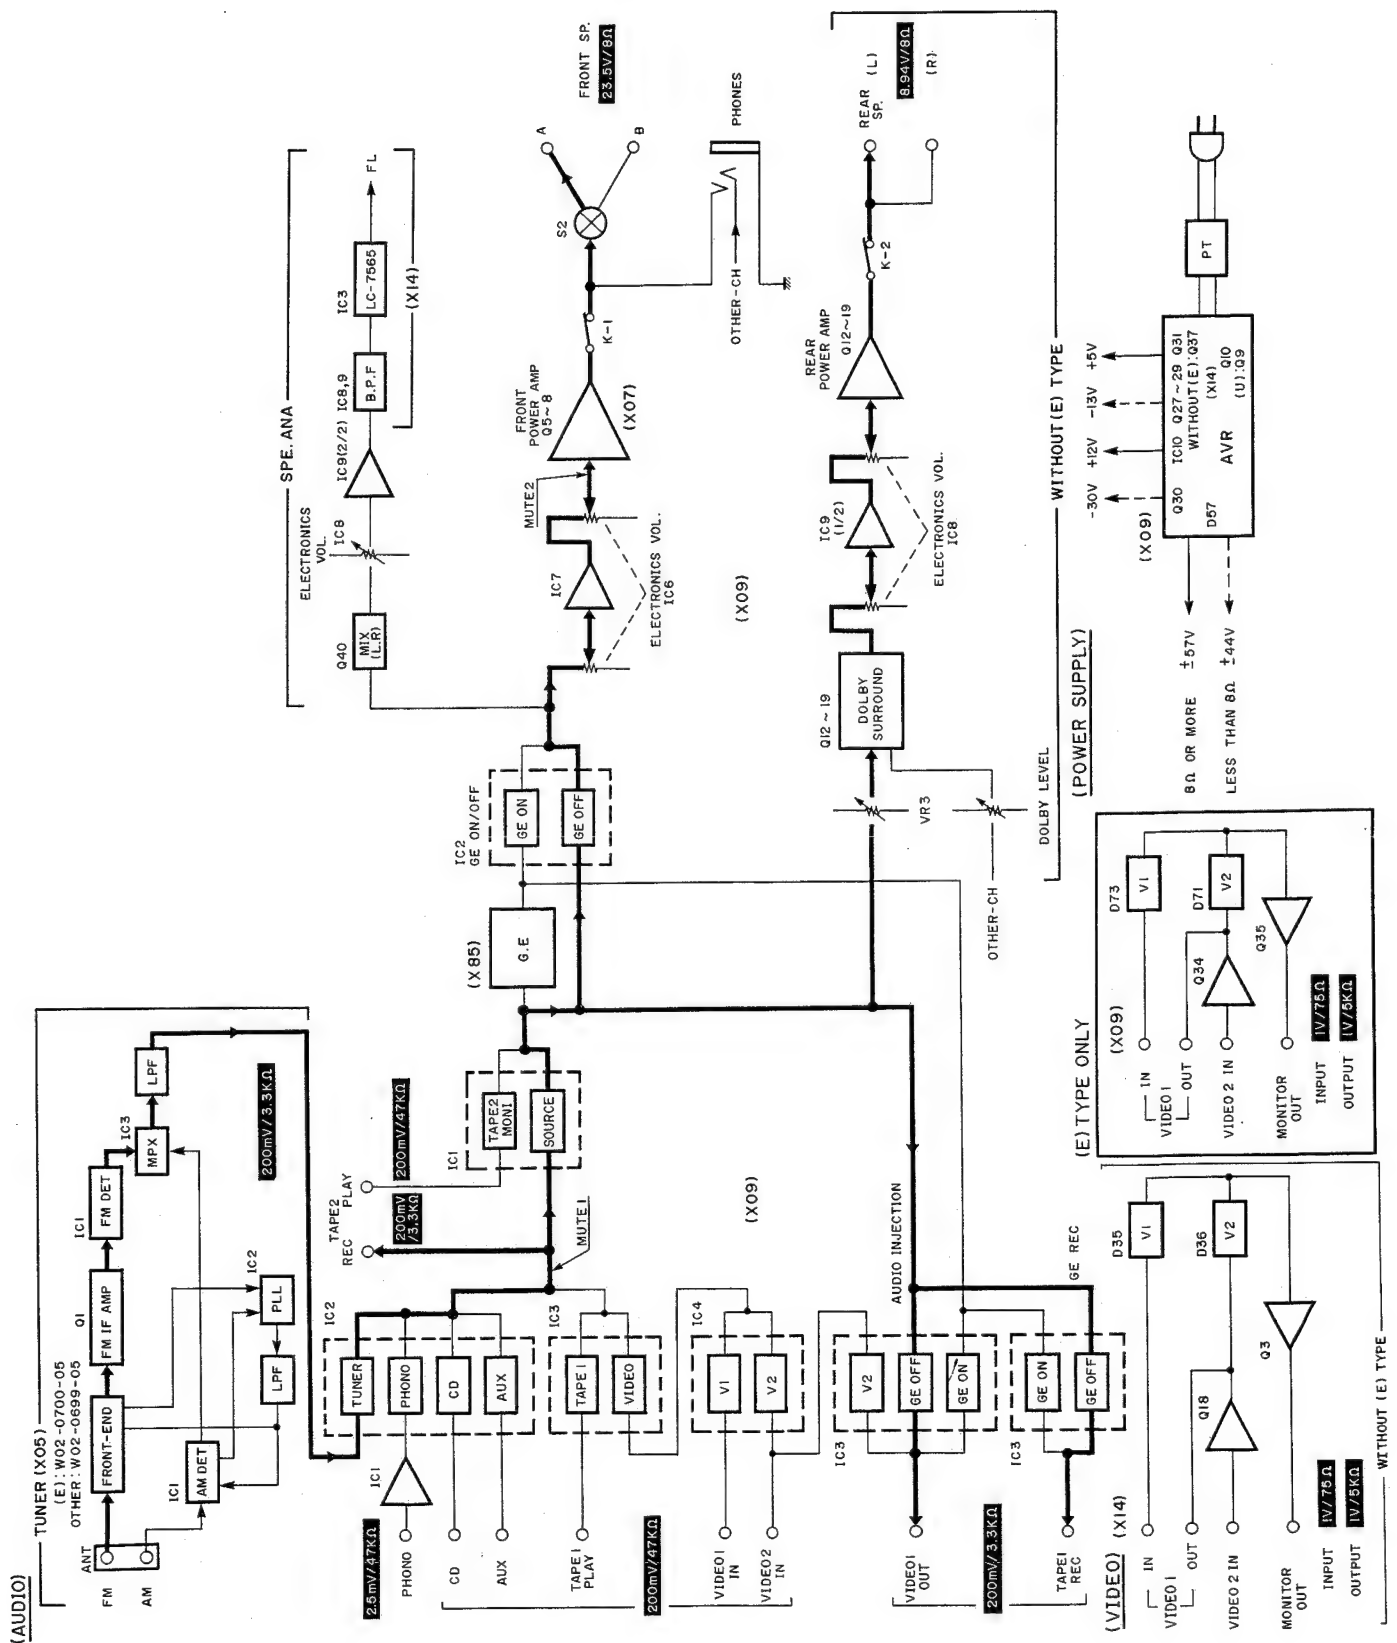 (AUDIO)
TUNER (X05)
(E): W02-0700-05
OTHER: W02-0699-05
ANT
FM
AM
FRONT-END
Q1
FM IF AMP
IC1
FM DET
IC3
MPX
LPF
IC1
AM DET
IC2
PLL
LPF
200mV/3.3KΩ
2.5mV/47KΩ
PHONO
IC1
CD
AUX
TAPE1
PLAY
200mV/47KΩ
VIDEO1
IN
VIDEO2
IN
IC2
TUNER
PHONO
CD
AUX
IC3
TAPE1
VIDEO
IC4
V1
V2
MUTE1
TAPE2
REC
PLAY
200mV
/3.3KΩ
200mV/47KΩ
IC1
TAPE2
MONI
SOURCE
(X09)
AUDIO INJECTION
IC3
V2
GE OFF
GE ON
GE REC
IC3
GE ON
GE OFF
VIDEO1
OUT
200mV/3.3KΩ
TAPE1
REC
(X85)
G.E
IC2
GE ON/OFF
GE ON
GE OFF
SPE. ANA
Q40
MIX
(L.R)
ELECTRONICS
VOL.
IC8
IC9(2/2)
IC8,9
B.P.F
IC3
LC-7565
FL
(X14)
IC7
ELECTRONICS VOL.
IC6
MUTE2
FRONT
POWER AMP
Q5~8
(X07)
K-1
S2
A
B
FRONT SP.
23.5V/8Ω
OTHER-CH
PHONES
(X09)
VR3
OTHER-CH
DOLBY LEVEL
Q12~19
DOLBY
SURROUND
IC9
(1/2)
ELECTRONICS VOL.
IC8
REAR
POWER AMP
Q12~19
K-2
REAR
SP.
(L)
8.94V/8Ω
(R)
WITHOUT (E) TYPE
(POWER SUPPLY)
8Ω OR MORE ±57V
LESS THAN 8Ω ±44V
(X09)
-30V
+12V
-13V
+5V
Q30
IC10
Q27~29
Q31
WITHOUT(E):Q37
(X14)
D57
AVR
Q10
(U):Q9
PT
(E) TYPE ONLY
(X09)
VIDEO1
IN
OUT
VIDEO2 IN
MONITOR
OUT
INPUT 1V/75Ω
OUTPUT 1V/5KΩ
D73
V1
D71
V2
Q34
Q35
(VIDEO)
(X14)
VIDEO1
IN
OUT
VIDEO2 IN
MONITOR
OUT
INPUT 1V/75Ω
OUTPUT 1V/5KΩ
D35
V1
D36
V2
Q18
Q3
WITHOUT (E) TYPE